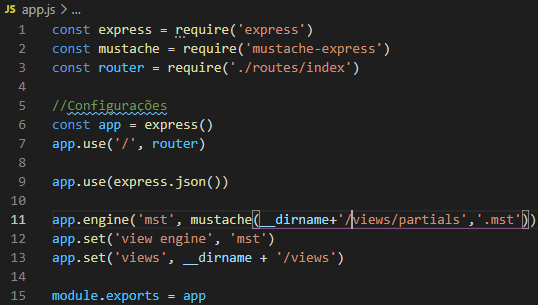 JS app.js > ...
1 const express = require('express')
2 const mustache = require('mustache-express')
3 const router = require('./routes/index')
4
5 //Configurações
6 const app = express()
7 app.use('/', router)
8
9 app.use(express.json())
10
11 app.engine('mst', mustache(__dirname+'/views/partials','.mst'))
12 app.set('view engine', 'mst')
13 app.set('views', __dirname + '/views')
14
15 module.exports = app